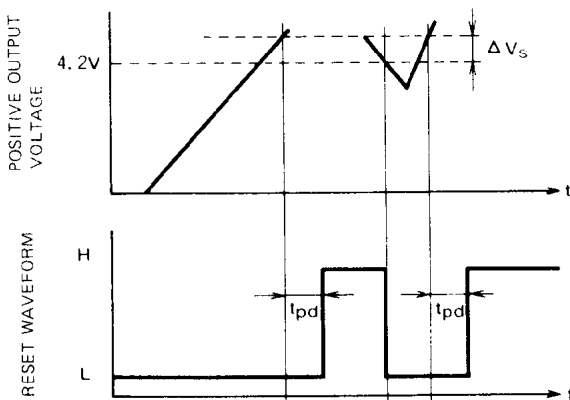 POSITIVE OUTPUT
VOLTAGE
4.2V
ΔVs
t
RESET WAVEFORM
H
L
tpd
tpd
t